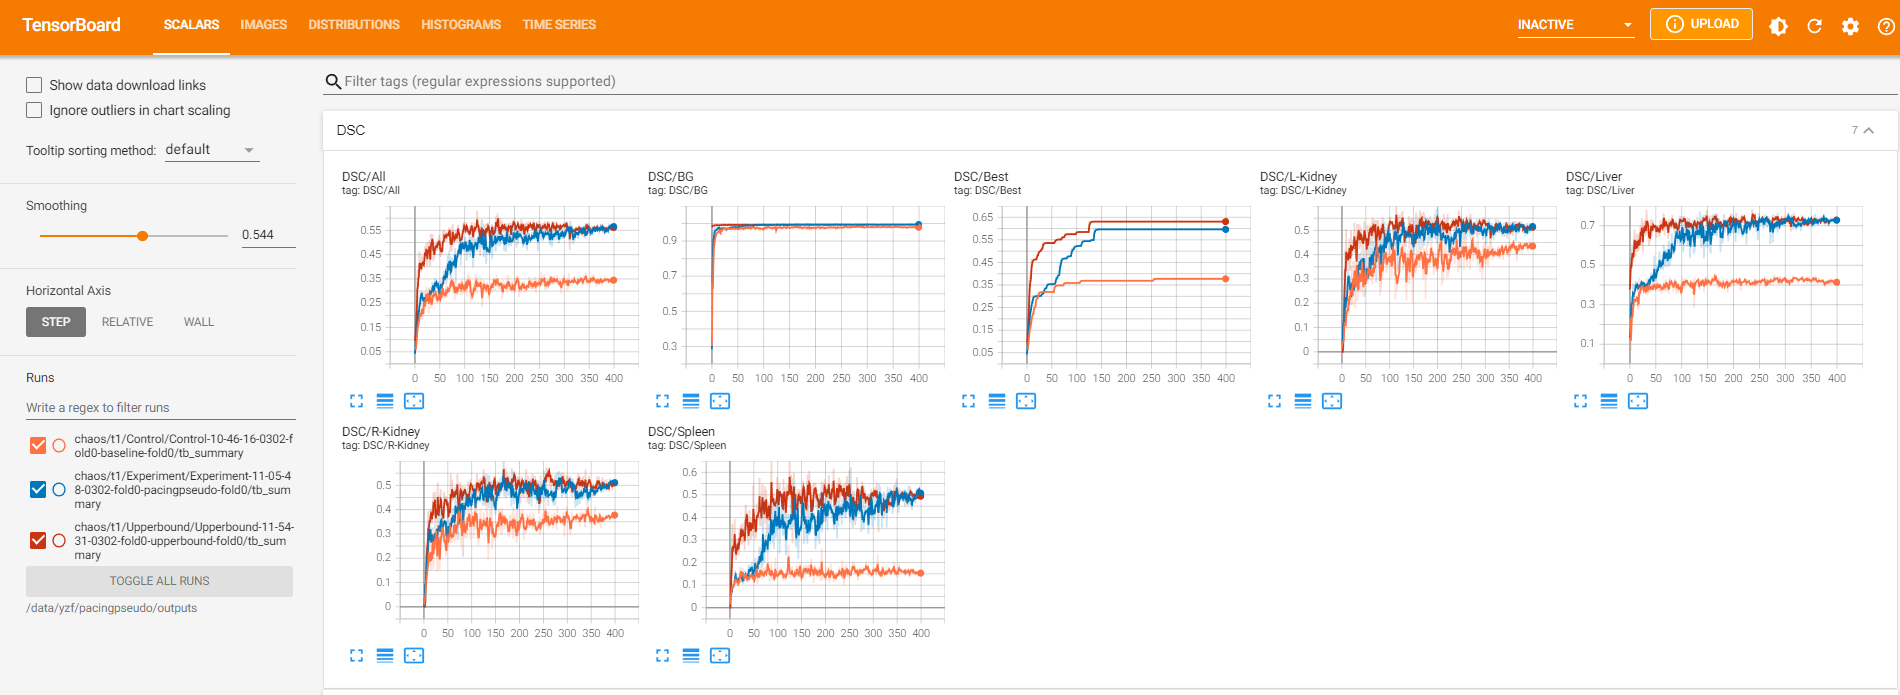 TensorBoard SCALARS IMAGES DISTRIBUTIONS HISTOGRAMS TIME SERIES INACTIVE UPLOAD
Show data download links
Ignore outliers in chart scaling
Tooltip sorting method: default
Smoothing
0.544
Horizontal Axis
STEP RELATIVE WALL
Runs
Write a regex to filter runs
chaos/t1/Control/Control-10-46-16-0302-f
old0-baseline-fold0/tb_summary
chaos/t1/Experiment/Experiment-11-05-4
8-0302-fold0-pacingpseudo-fold0/tb_sum
mary
chaos/t1/Upperbound/Upperbound-11-54-
31-0302-fold0-upperbound-fold0/tb_sum
mary
TOGGLE ALL RUNS
/data/yzf/pacingpseudo/outputs
Filter tags (regular expressions supported)
DSC 7
DSC/All
tag: DSC/All
0.55
0.45
0.35
0.25
0.15
0.05
0 50 100 150 200 250 300 350 400
DSC/BG
tag: DSC/BG
0.9
0.7
0.5
0.3
0 50 100 150 200 250 300 350 400
DSC/Best
tag: DSC/Best
0.65
0.55
0.45
0.35
0.25
0.15
0.05
0 50 100 150 200 250 300 350 400
DSC/L-Kidney
tag: DSC/L-Kidney
0.5
0.4
0.3
0.2
0.1
0
0 50 100 150 200 250 300 350 400
DSC/Liver
tag: DSC/Liver
0.7
0.5
0.3
0.1
0 50 100 150 200 250 300 350 400
DSC/R-Kidney
tag: DSC/R-Kidney
0.5
0.4
0.3
0.2
0.1
0
0 50 100 150 200 250 300 350 400
DSC/Spleen
tag: DSC/Spleen
0.6
0.5
0.4
0.3
0.2
0.1
0
0 50 100 150 200 250 300 350 400